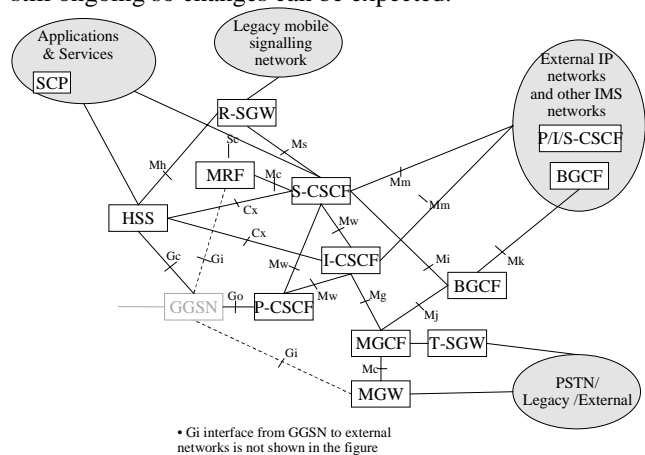 still ongoing so changes can be expected.
Applications
& Services
SCP
Legacy mobile
signalling
network
External IP
networks
and other IMS
networks
P/I/S-CSCF
BGCF
R-SGW
Sc
Ms
Mh
MRF
Mc
S-CSCF
Mm
Mm
HSS
Cx
Cx
Mw
I-CSCF
Gc
Gi
Mw
Mw
Mi
Mk
BGCF
GGSN
Go
P-CSCF
Mg
Mj
MGCF
T-SGW
Gi
Mc
MGW
PSTN/
Legacy /External
• Gi interface from GGSN to external
networks is not shown in the figure